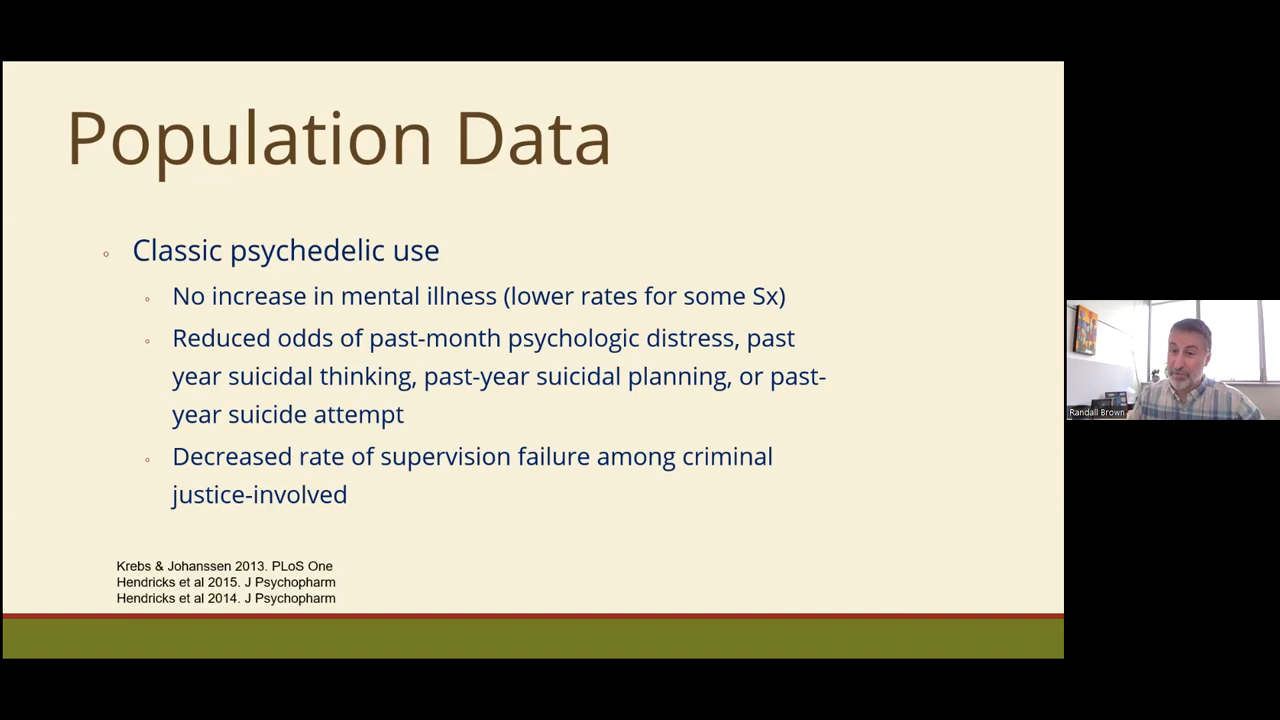 Population Data
Classic psychedelic use
No increase in mental illness (lower rates for some Sx)
Reduced odds of past-month psychologic distress, past
year suicidal thinking, past-year suicidal planning, or past-
year suicide attempt
Decreased rate of supervision failure among criminal
justice-involved
Krebs & Johanssen 2013. PLoS One
Hendricks et al 2015. J Psychopharm
Hendricks et al 2014. J Psychopharm
Randall Brown